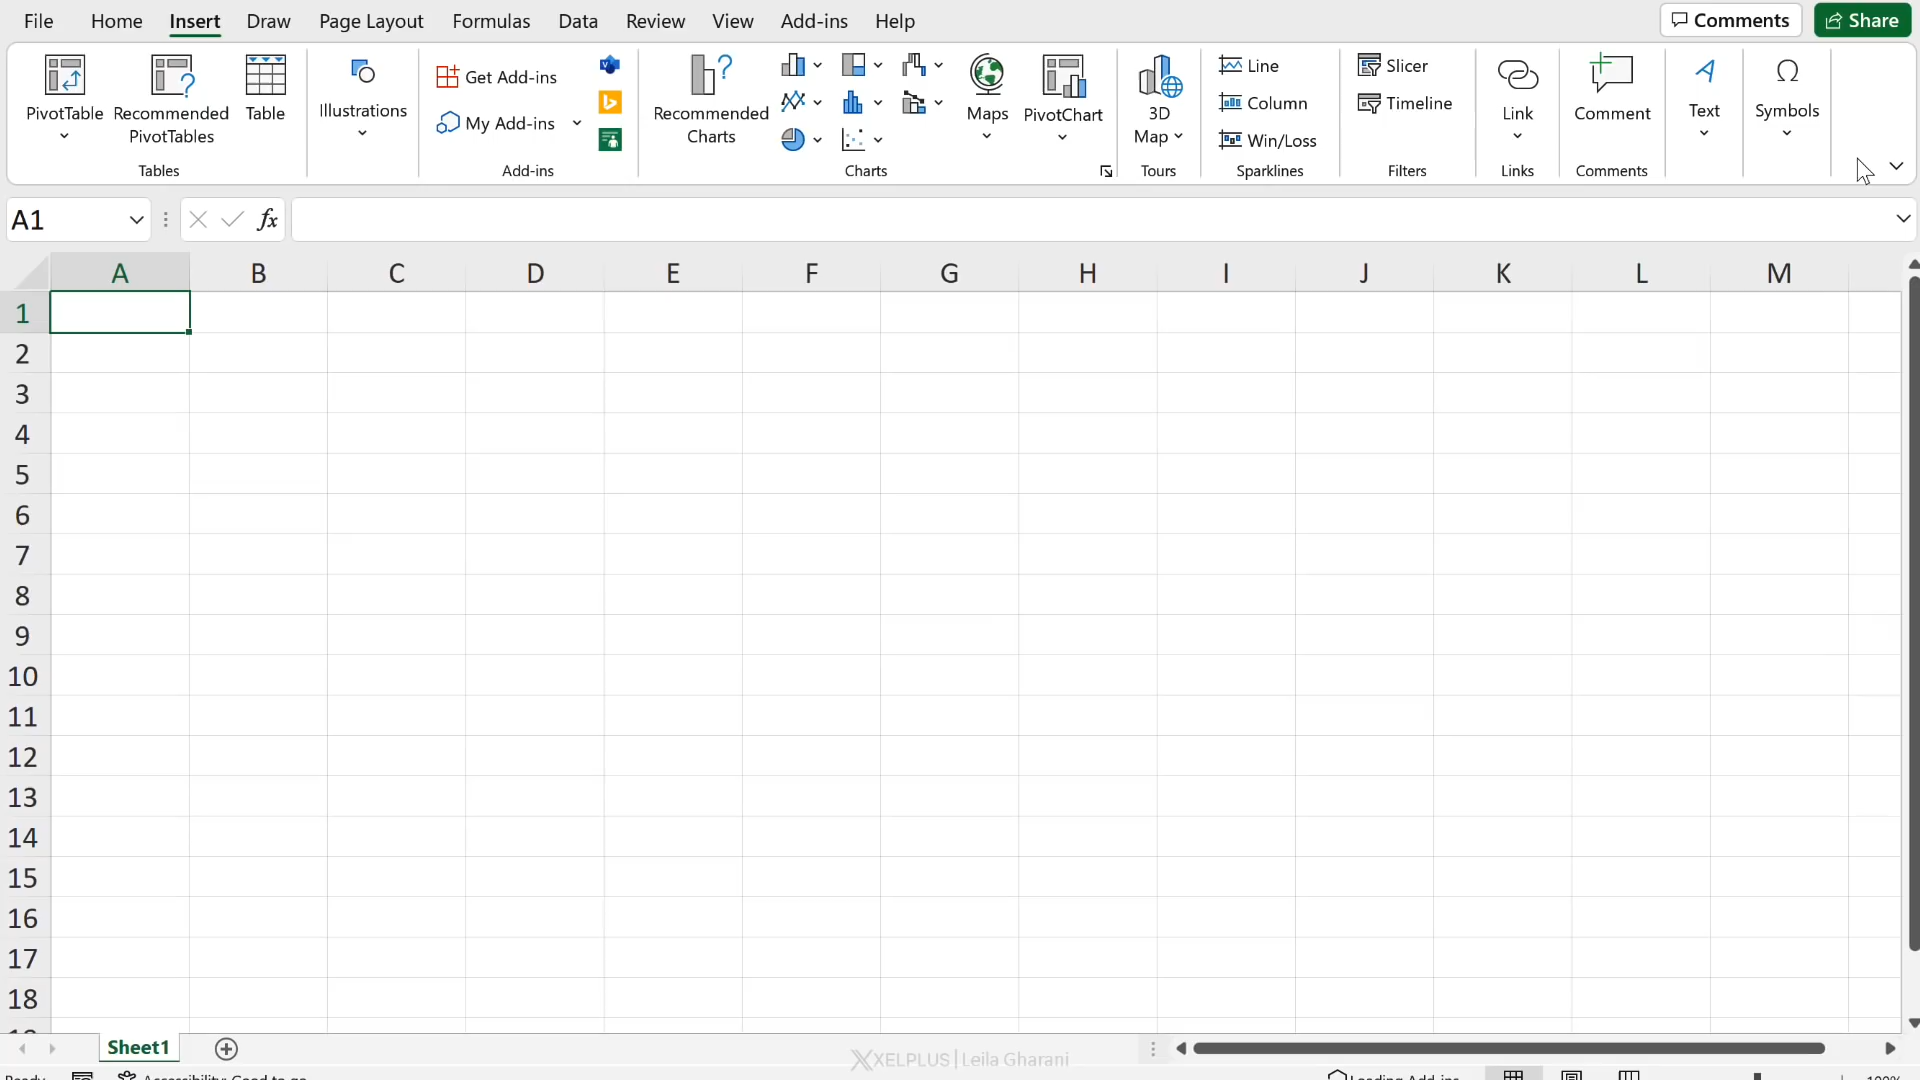 File Home Insert Draw Page Layout Formulas Data Review View Add-ins Help Comments Share
PivotTable Recommended PivotTables Table
Tables
Illustrations
Get Add-ins
My Add-ins
Add-ins
Recommended Charts
Maps PivotChart
Charts
3D Map
Tours
Line
Column
Win/Loss
Sparklines
Slicer
Timeline
Filters
Link
Links
Comment
Comments
Text
Ω
Symbols
A1 fx
A B C D E F G H I J K L M
1
2
3
4
5
6
7
8
9
10
11
12
13
14
15
16
17
18
Sheet1
XELPLUS | Leila Gharani
Ready Accessibility: Good to go Loading Add-ins 100%